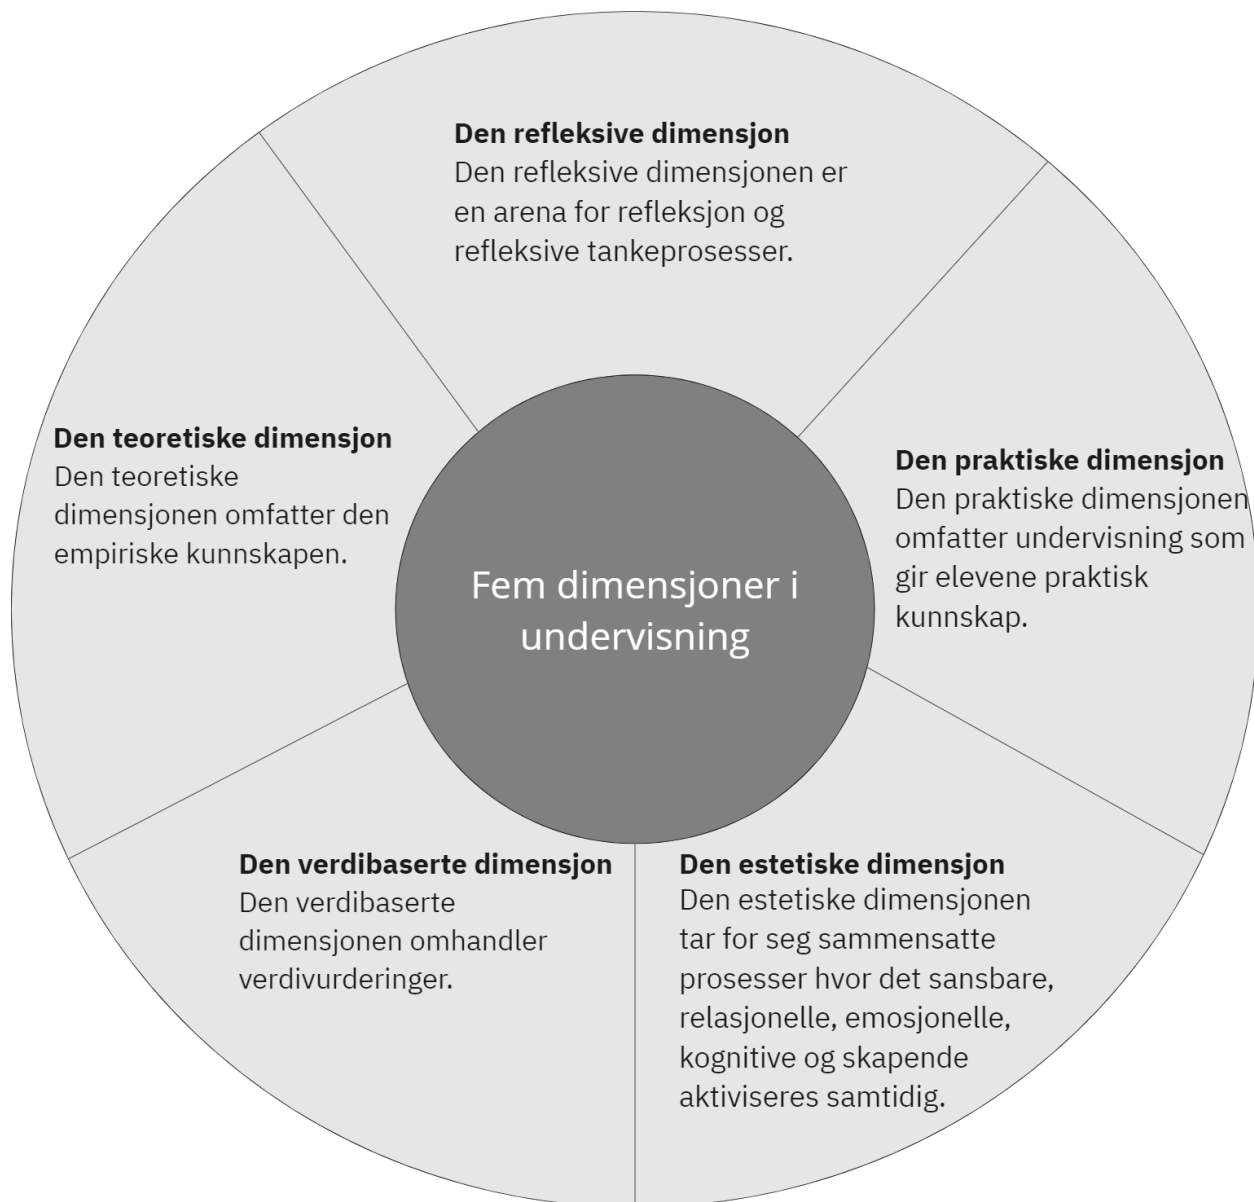 Den refleksive dimensjon
Den refleksive dimensjonen er
en arena for refleksjon og
refleksive tankeprosesser.
Den teoretiske dimensjon
Den teoretiske
dimensjonen omfatter den
empiriske kunnskapen.
Den praktiske dimensjon
Den praktiske dimensjonen
omfatter undervisning som
gir elevene praktisk
kunnskap.
Fem dimensjoner i
undervisning
Den verdibaserte dimensjon
Den verdibaserte
dimensjonen omhandler
verdivurderinger.
Den estetiske dimensjon
Den estetiske dimensjonen
tar for seg sammensatte
prosesser hvor det sansbare,
relasjonelle, emosjonelle,
kognitive og skapende
aktiviseres samtidig.